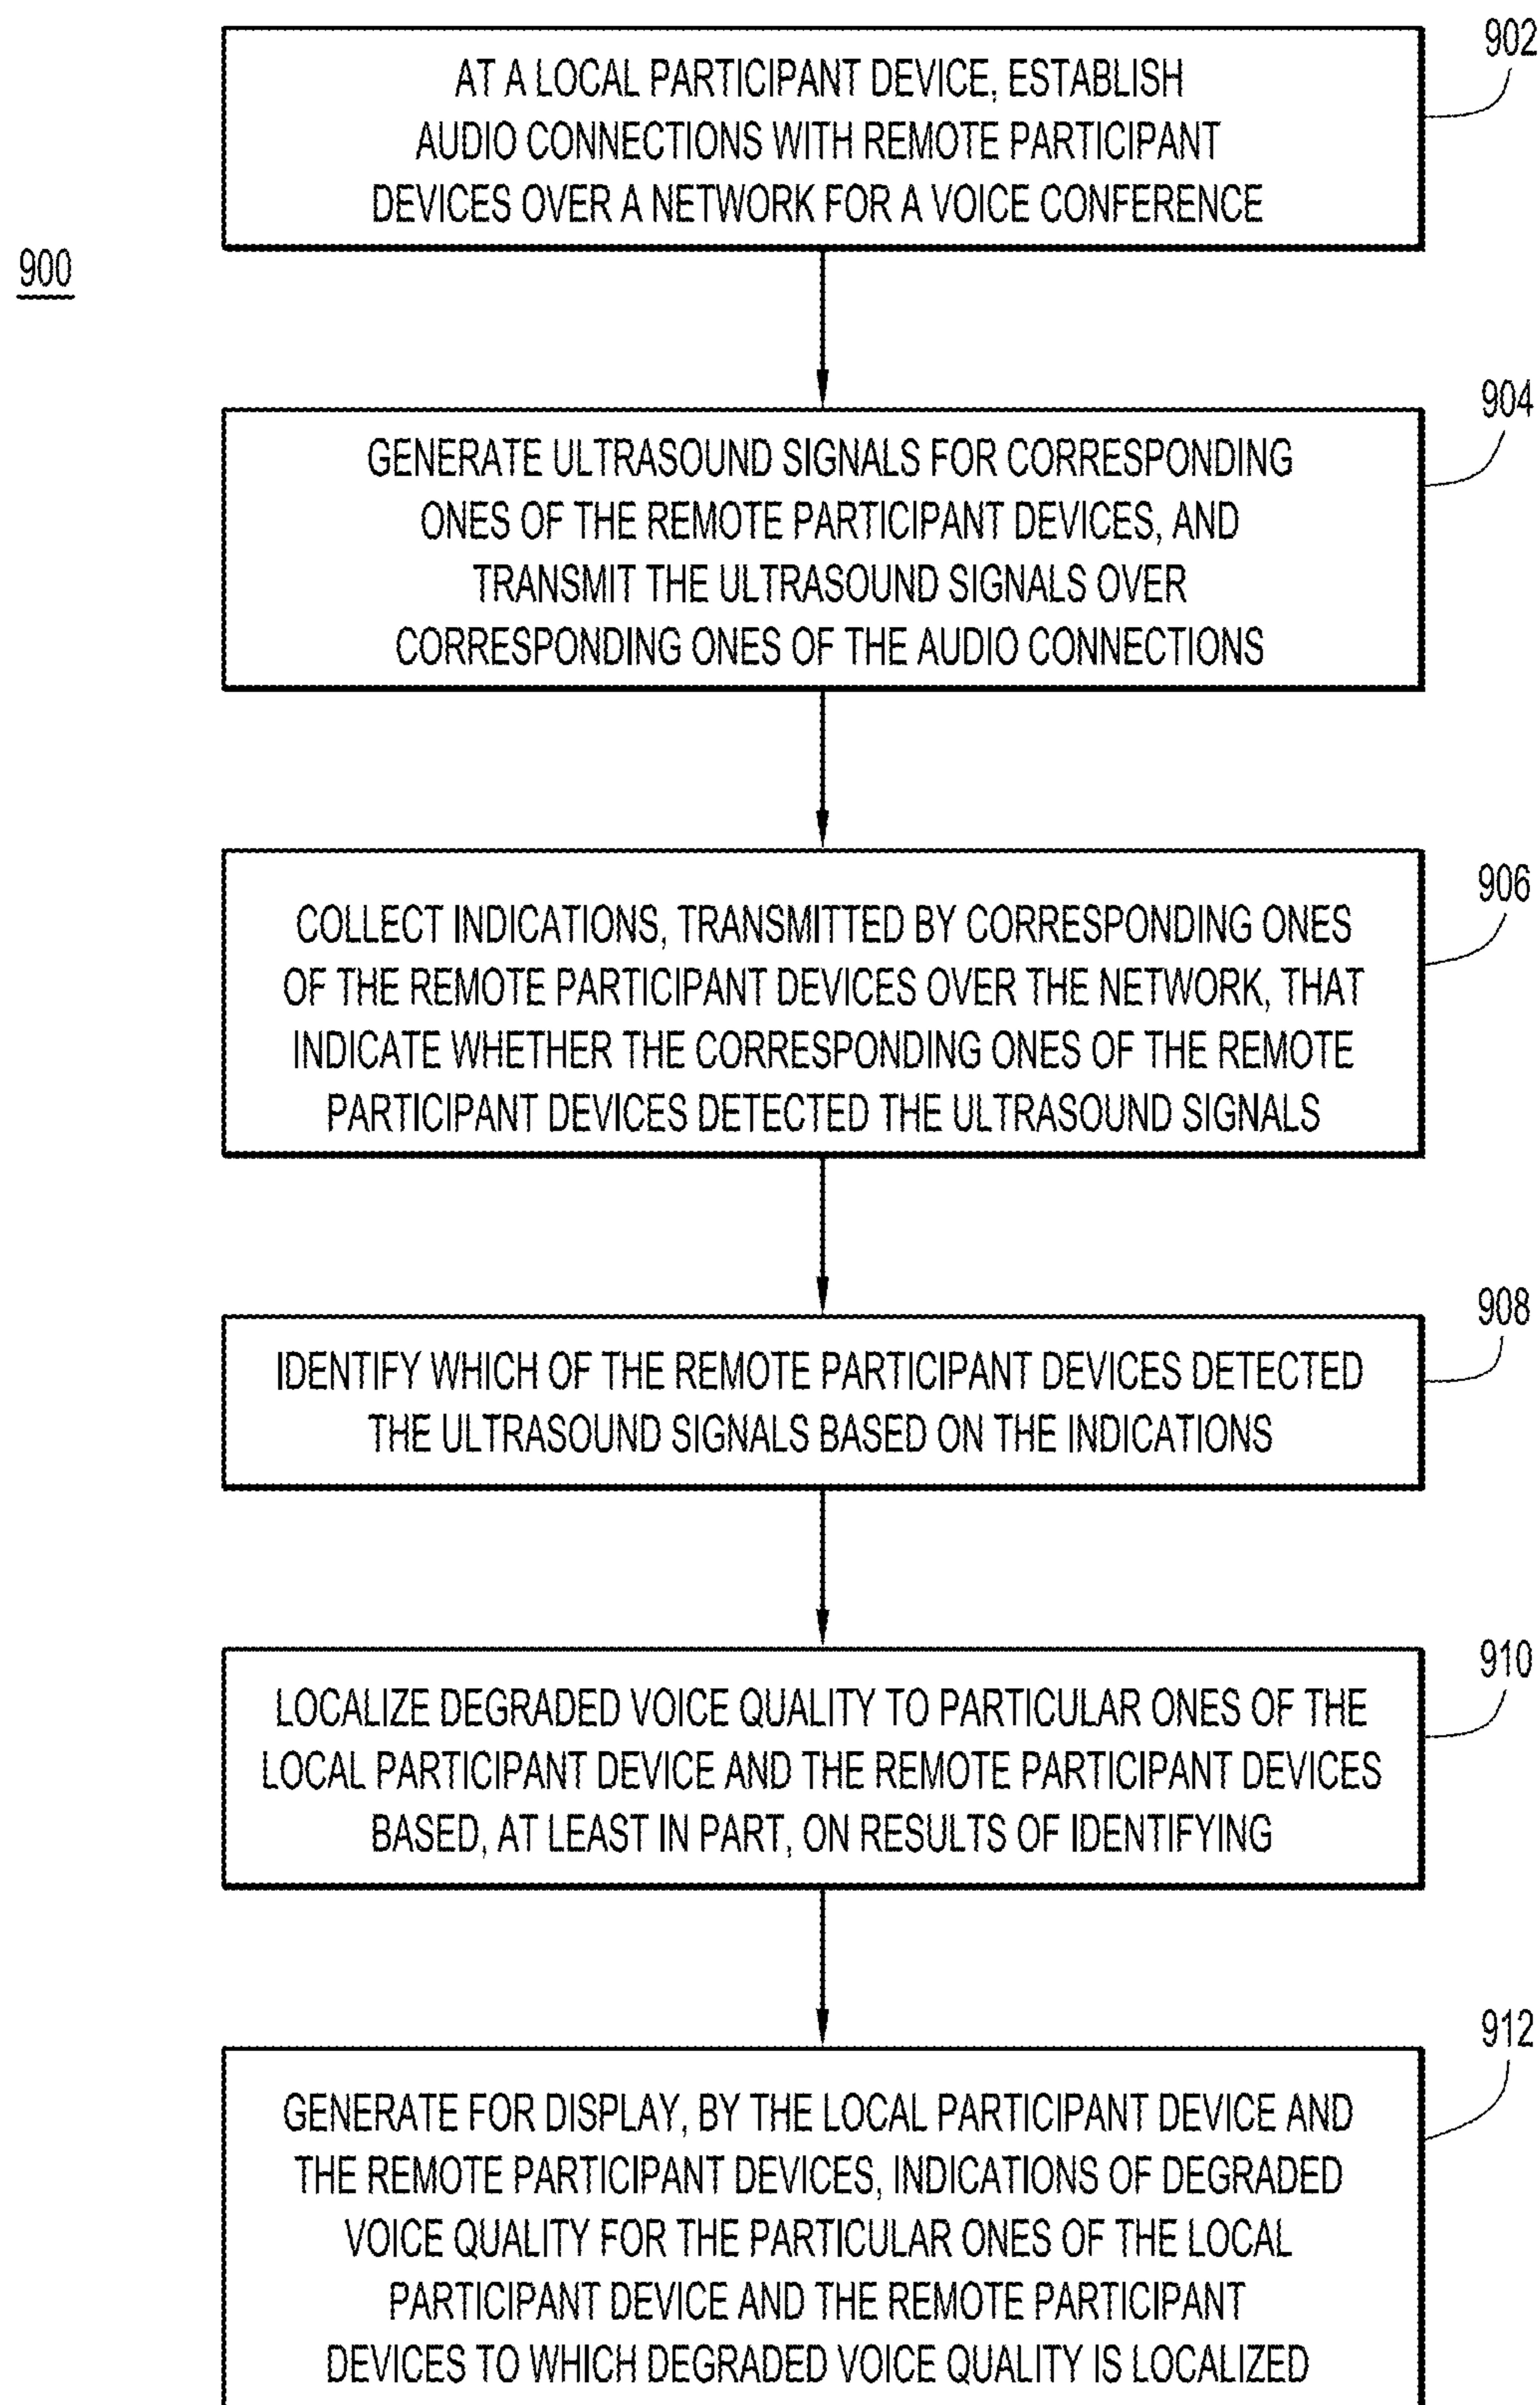 902
AT A LOCAL PARTICIPANT DEVICE, ESTABLISH
AUDIO CONNECTIONS WITH REMOTE PARTICIPANT
DEVICES OVER A NETWORK FOR A VOICE CONFERENCE
900
904
GENERATE ULTRASOUND SIGNALS FOR CORRESPONDING
ONES OF THE REMOTE PARTICIPANT DEVICES, AND
TRANSMIT THE ULTRASOUND SIGNALS OVER
CORRESPONDING ONES OF THE AUDIO CONNECTIONS
906
COLLECT INDICATIONS, TRANSMITTED BY CORRESPONDING ONES
OF THE REMOTE PARTICIPANT DEVICES OVER THE NETWORK, THAT
INDICATE WHETHER THE CORRESPONDING ONES OF THE REMOTE
PARTICIPANT DEVICES DETECTED THE ULTRASOUND SIGNALS
908
IDENTIFY WHICH OF THE REMOTE PARTICIPANT DEVICES DETECTED
THE ULTRASOUND SIGNALS BASED ON THE INDICATIONS
910
LOCALIZE DEGRADED VOICE QUALITY TO PARTICULAR ONES OF THE
LOCAL PARTICIPANT DEVICE AND THE REMOTE PARTICIPANT DEVICES
BASED, AT LEAST IN PART, ON RESULTS OF IDENTIFYING
912
GENERATE FOR DISPLAY, BY THE LOCAL PARTICIPANT DEVICE AND
THE REMOTE PARTICIPANT DEVICES, INDICATIONS OF DEGRADED
VOICE QUALITY FOR THE PARTICULAR ONES OF THE LOCAL
PARTICIPANT DEVICE AND THE REMOTE PARTICIPANT
DEVICES TO WHICH DEGRADED VOICE QUALITY IS LOCALIZED